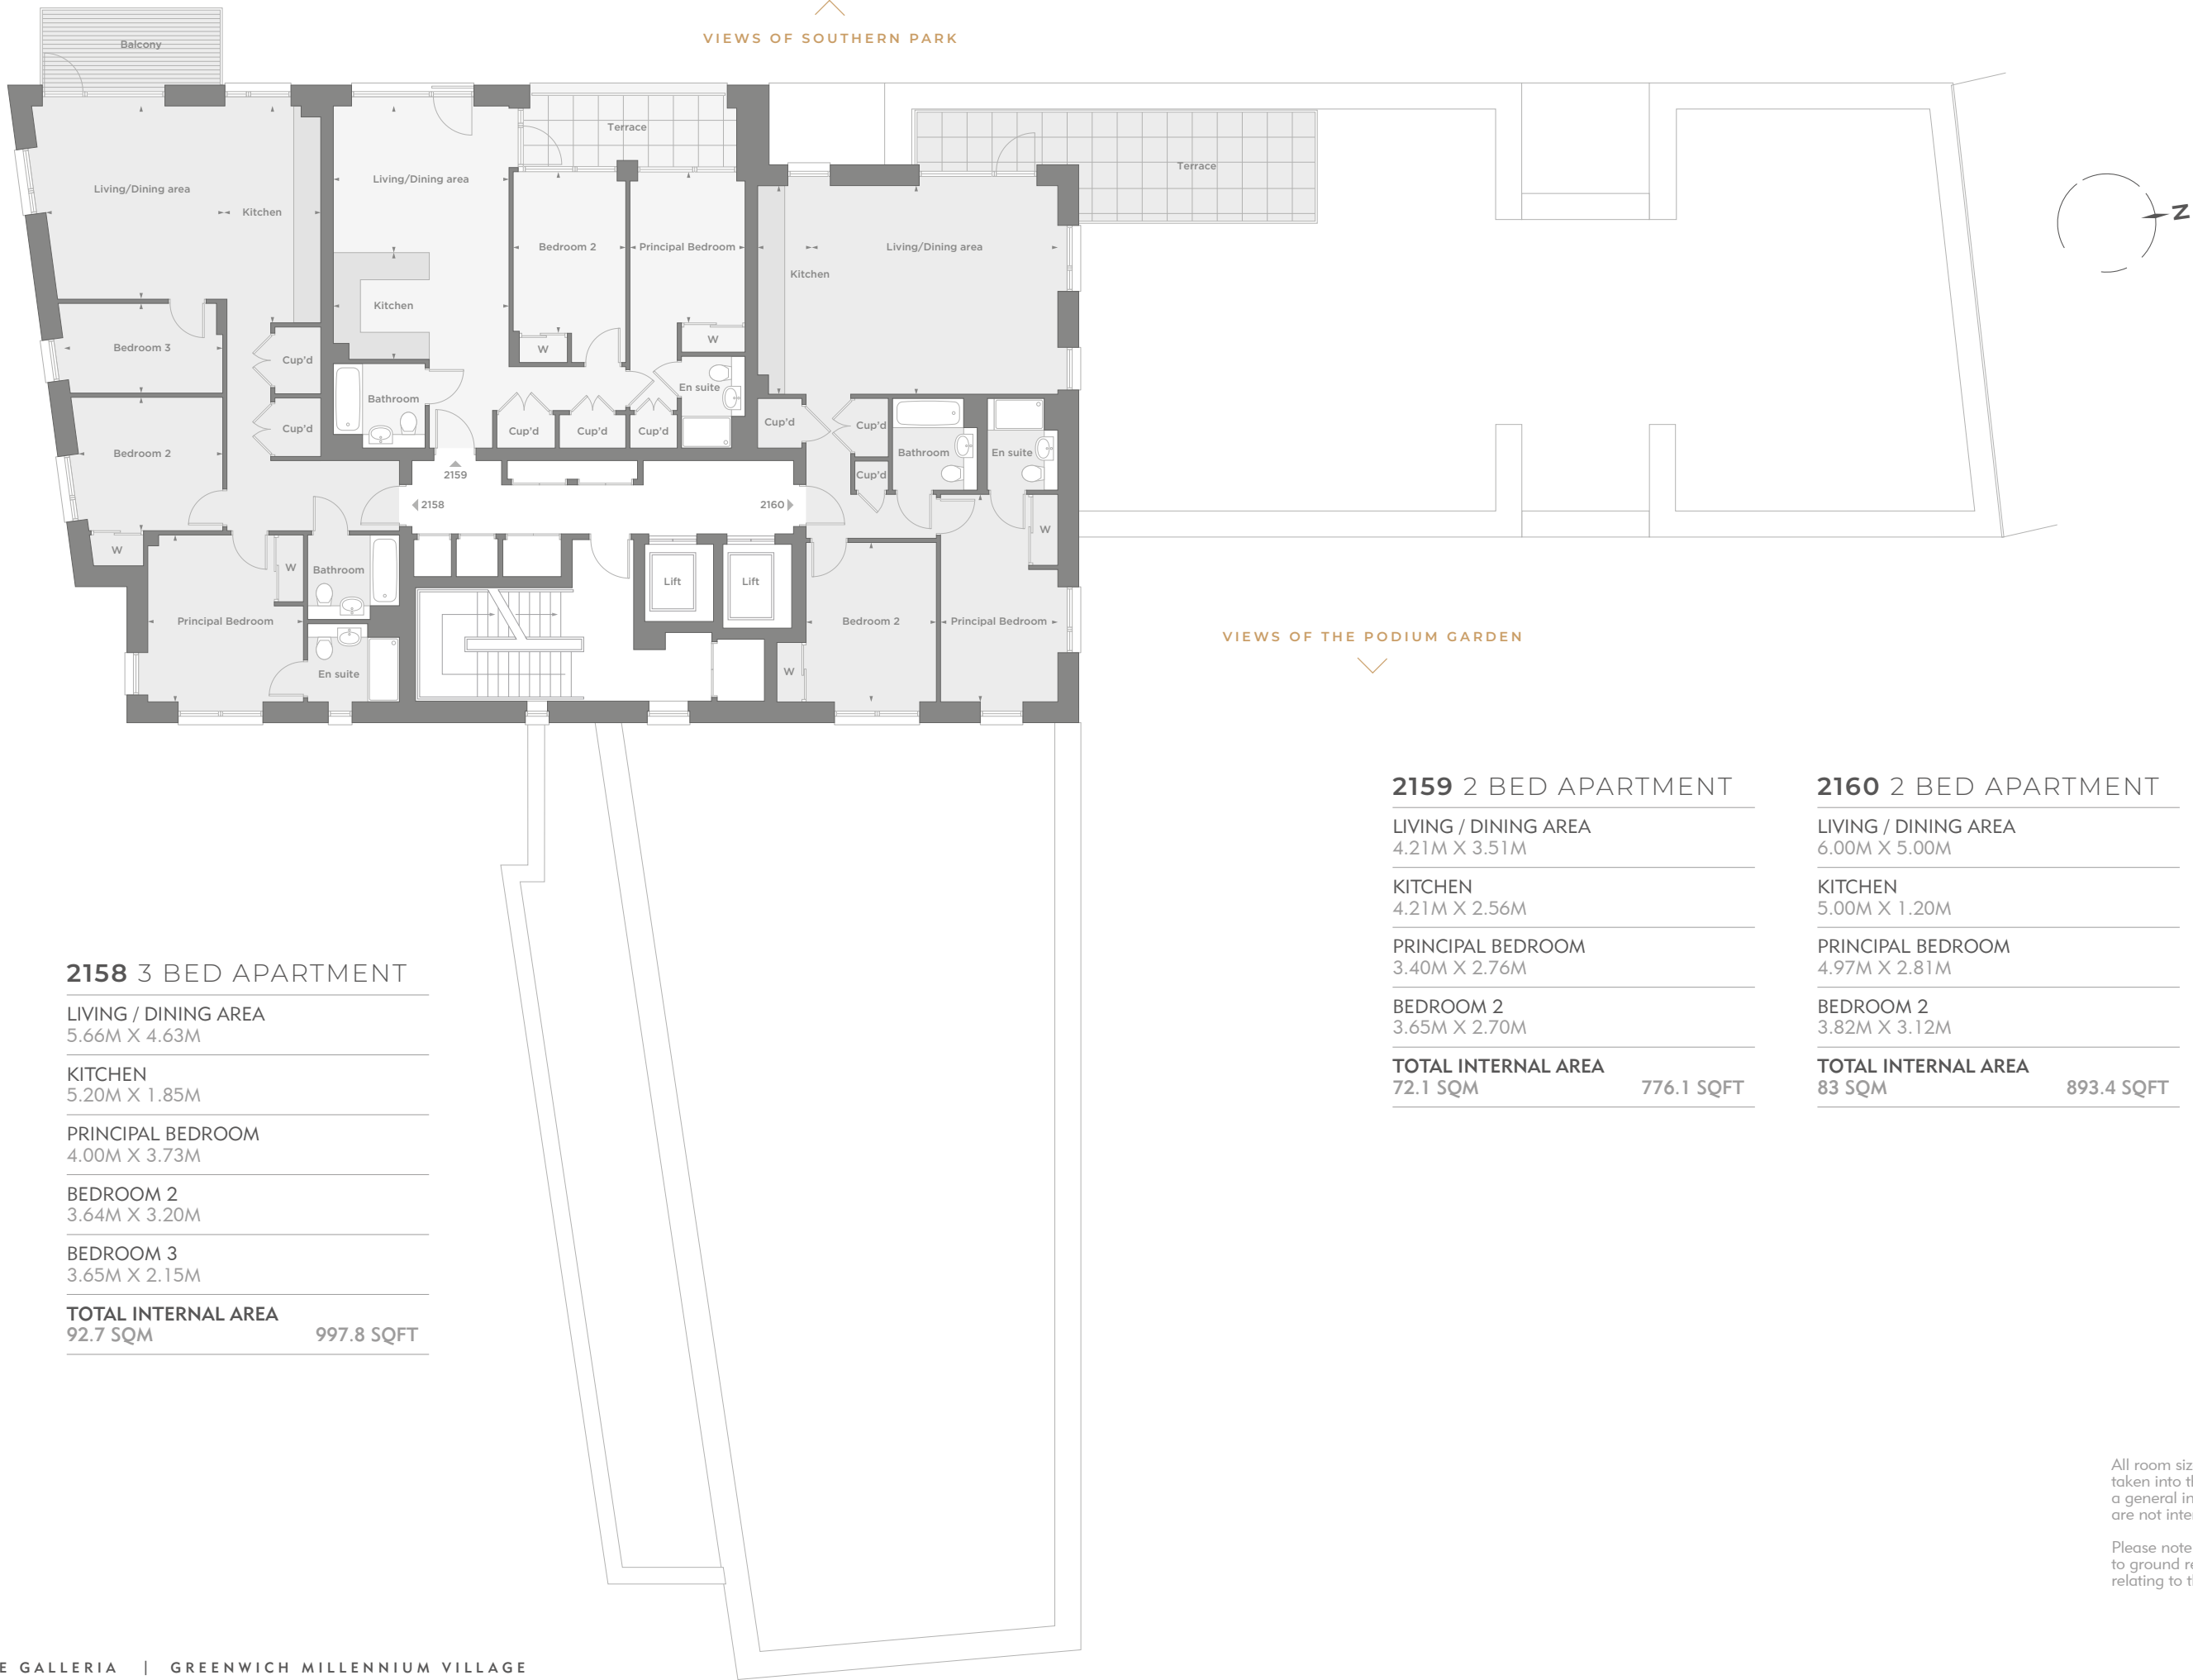 VIEWS OF SOUTHERN PARK
Balcony
Terrace
Terrace
N
Living/Dining area
Kitchen
Living/Dining area
Kitchen
Bedroom 2
Principal Bedroom
Kitchen
Living/Dining area
Bedroom 3
Cup'd
W
W
En suite
Bathroom
Cup'd
Cup'd
Cup'd
Cup'd
Cup'd
Cup'd
Bathroom
En suite
Bedroom 2
Cup'd
2159
2158
2160
W
W
W
Bathroom
Lift
Lift
Principal Bedroom
En suite
Bedroom 2
Principal Bedroom
W
VIEWS OF THE PODIUM GARDEN
2158 3 BED APARTMENT
LIVING / DINING AREA
5.66M X 4.63M
KITCHEN
5.20M X 1.85M
PRINCIPAL BEDROOM
4.00M X 3.73M
BEDROOM 2
3.64M X 3.20M
BEDROOM 3
3.65M X 2.15M
TOTAL INTERNAL AREA
92.7 SQM 997.8 SQFT
2159 2 BED APARTMENT
LIVING / DINING AREA
4.21M X 3.51M
KITCHEN
4.21M X 2.56M
PRINCIPAL BEDROOM
3.40M X 2.76M
BEDROOM 2
3.65M X 2.70M
TOTAL INTERNAL AREA
72.1 SQM 776.1 SQFT
2160 2 BED APARTMENT
LIVING / DINING AREA
6.00M X 5.00M
KITCHEN
5.00M X 1.20M
PRINCIPAL BEDROOM
4.97M X 2.81M
BEDROOM 2
3.82M X 3.12M
TOTAL INTERNAL AREA
83 SQM 893.4 SQFT
All room
taken into
a general
are not
Please note
to ground
relating to
GALLERIA | GREENWICH MILLENNIUM VILLAGE